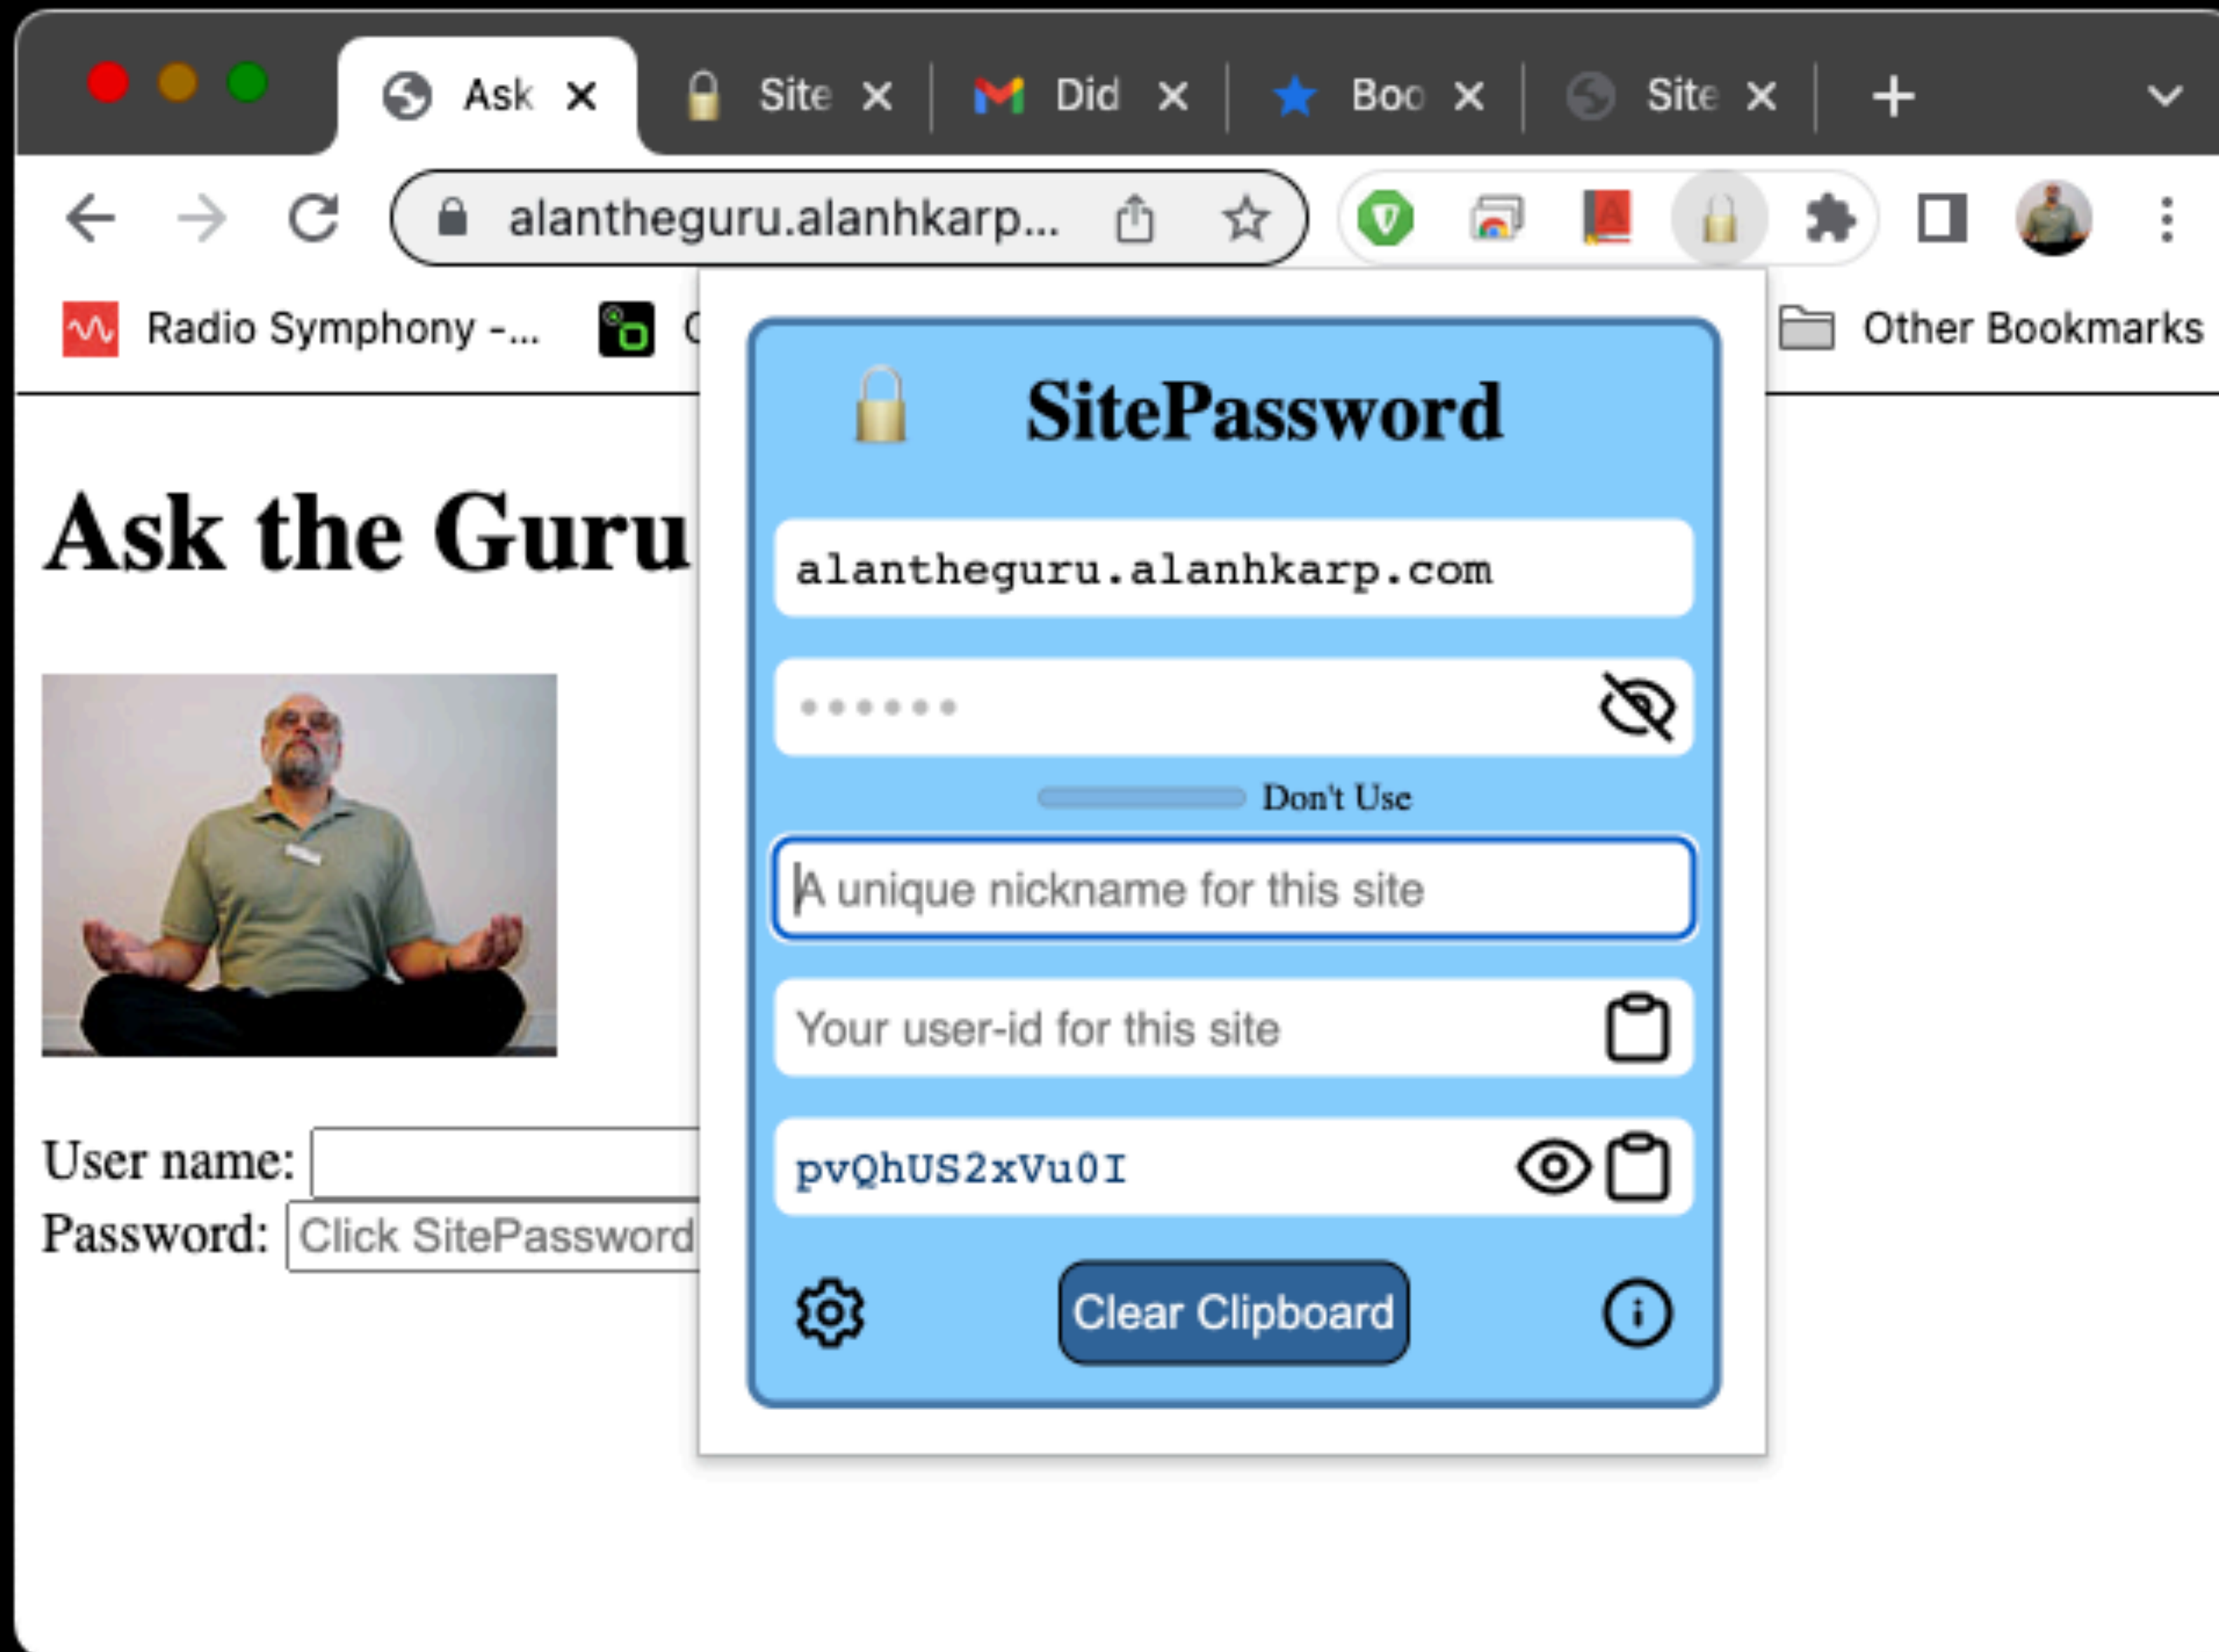 Ask
Site
Did
Boo
Site
alantheguru.alanhkarp...
Radio Symphony -...
Other Bookmarks
SitePassword
Ask the Guru
alantheguru.alanhkarp.com
••••••
Don't Use
A unique nickname for this site
Your user-id for this site
User name:
pvQhUS2xVu0I
Password: Click SitePassword
Clear Clipboard